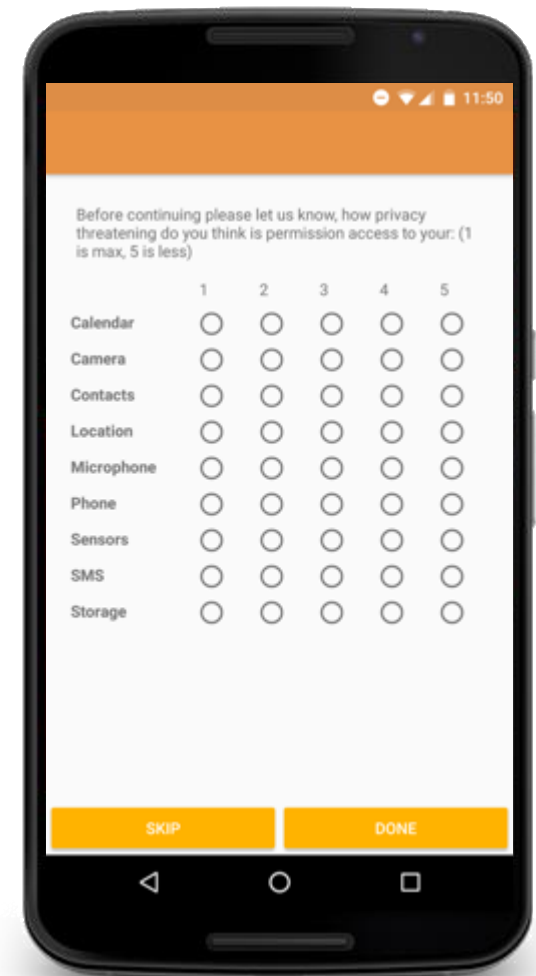 11:50
Before continuing please let us know, how privacy
threatening do you think is permission access to your: (1
is max, 5 is less)
1 2 3 4 5
Calendar
Camera
Contacts
Location
Microphone
Phone
Sensors
SMS
Storage
SKIP DONE